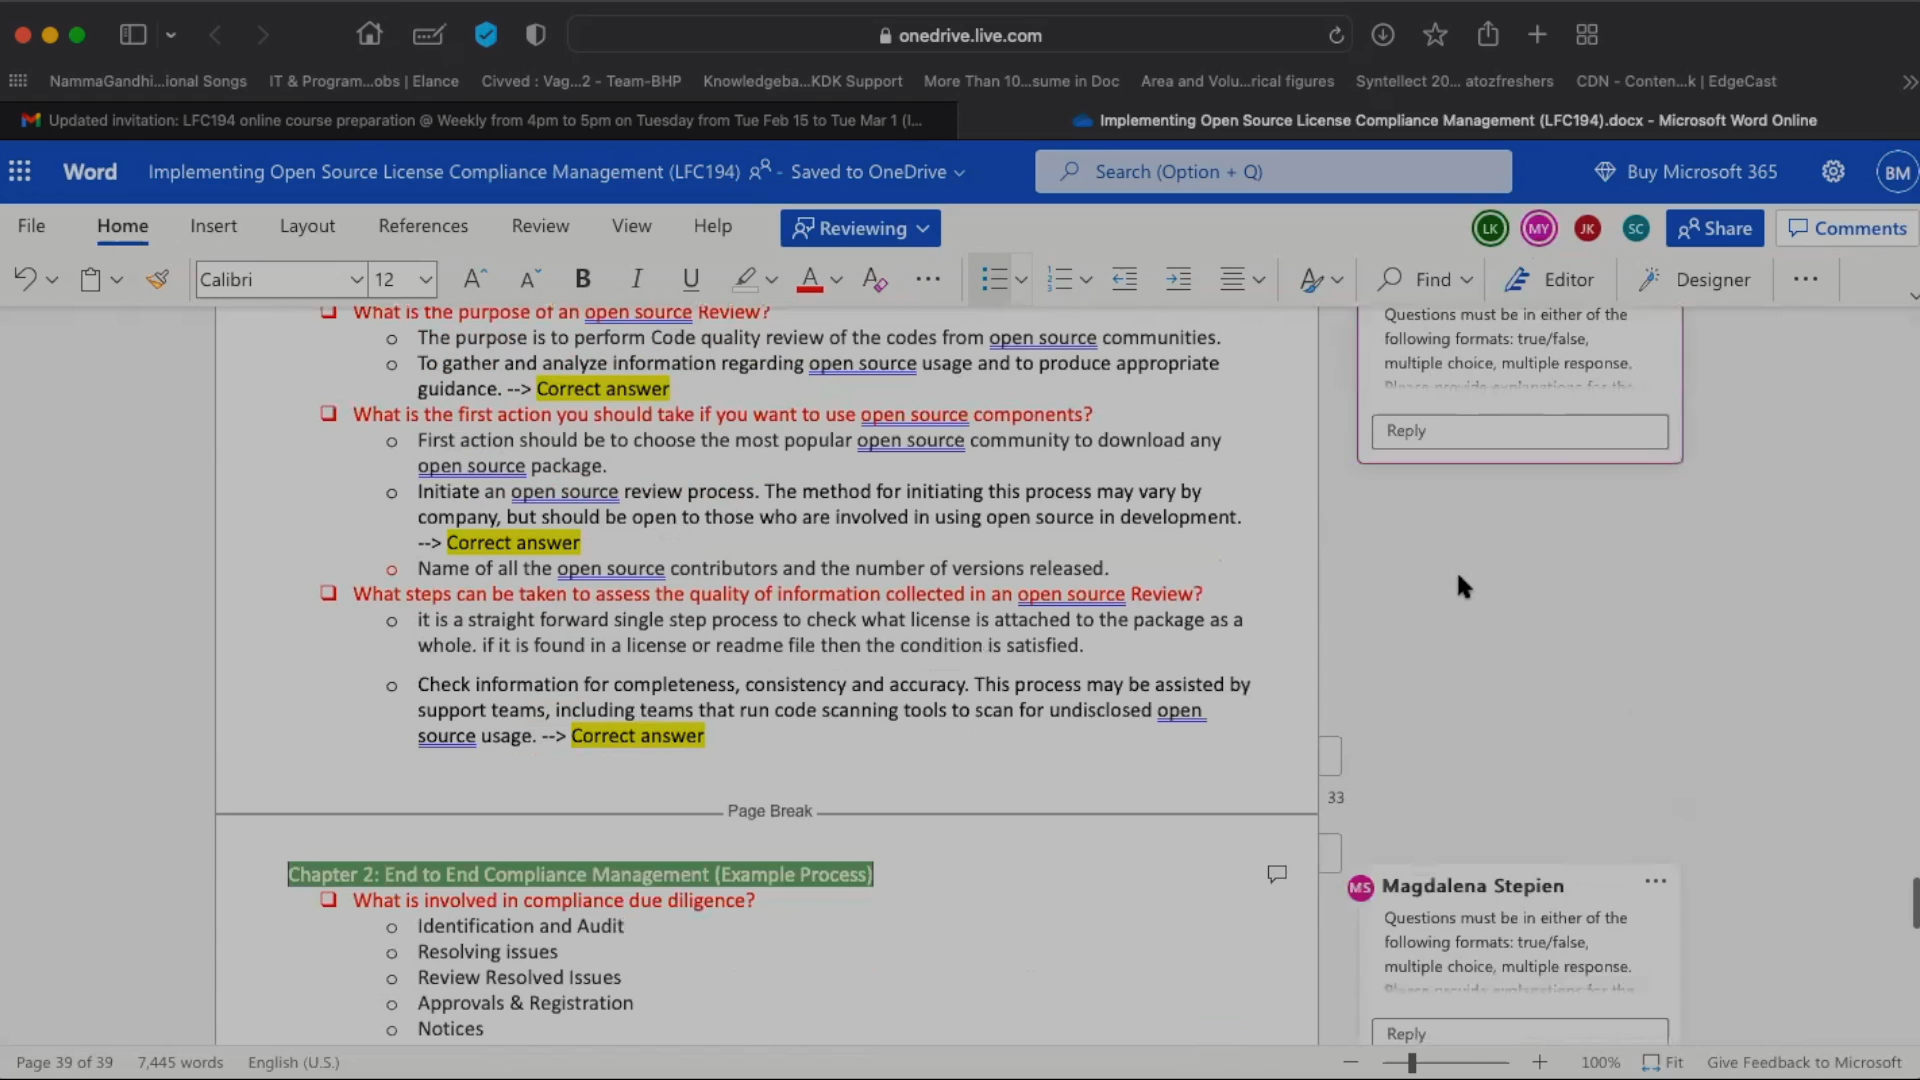 onedrive.live.com
NammaGandhi...ional Songs IT & Program...obs | Elance Civved : Vag...2 - Team-BHP Knowledgeba...KDK Support More Than 10...sume in Doc Area and Volu...rical figures Syntellect 20... atozfreshers CDN - Conten...k | EdgeCast
Updated invitation: LFC194 online course preparation @ Weekly from 4pm to 5pm on Tuesday from Tue Feb 15 to Tue Mar 1 (I...
Implementing Open Source License Compliance Management (LFC194).docx - Microsoft Word Online
Word Implementing Open Source License Compliance Management (LFC194) - Saved to OneDrive Search (Option + Q) Buy Microsoft 365 BM
File Home Insert Layout References Review View Help Reviewing LK MY JK SC Share Comments
Calibri 12 A A B I U A A Find Editor Designer
What is the purpose of an open source Review?
The purpose is to perform Code quality review of the codes from open source communities.
To gather and analyze information regarding open source usage and to produce appropriate
guidance. --> Correct answer
What is the first action you should take if you want to use open source components?
First action should be to choose the most popular open source community to download any
open source package.
Initiate an open source review process. The method for initiating this process may vary by
company, but should be open to those who are involved in using open source in development.
--> Correct answer
Name of all the open source contributors and the number of versions released.
What steps can be taken to assess the quality of information collected in an open source Review?
it is a straight forward single step process to check what license is attached to the package as a
whole. if it is found in a license or readme file then the condition is satisfied.
Check information for completeness, consistency and accuracy. This process may be assisted by
support teams, including teams that run code scanning tools to scan for undisclosed open
source usage. --> Correct answer
Page Break
33
Chapter 2: End to End Compliance Management (Example Process)
What is involved in compliance due diligence?
Identification and Audit
Resolving issues
Review Resolved Issues
Approvals & Registration
Notices
Questions must be in either of the
following formats: true/false,
multiple choice, multiple response.
Please provide explanations for the
Reply
MS Magdalena Stepien
Questions must be in either of the
following formats: true/false,
multiple choice, multiple response.
Please provide explanations for the
Reply
Page 39 of 39 7,445 words English (U.S.) 100% Fit Give Feedback to Microsoft